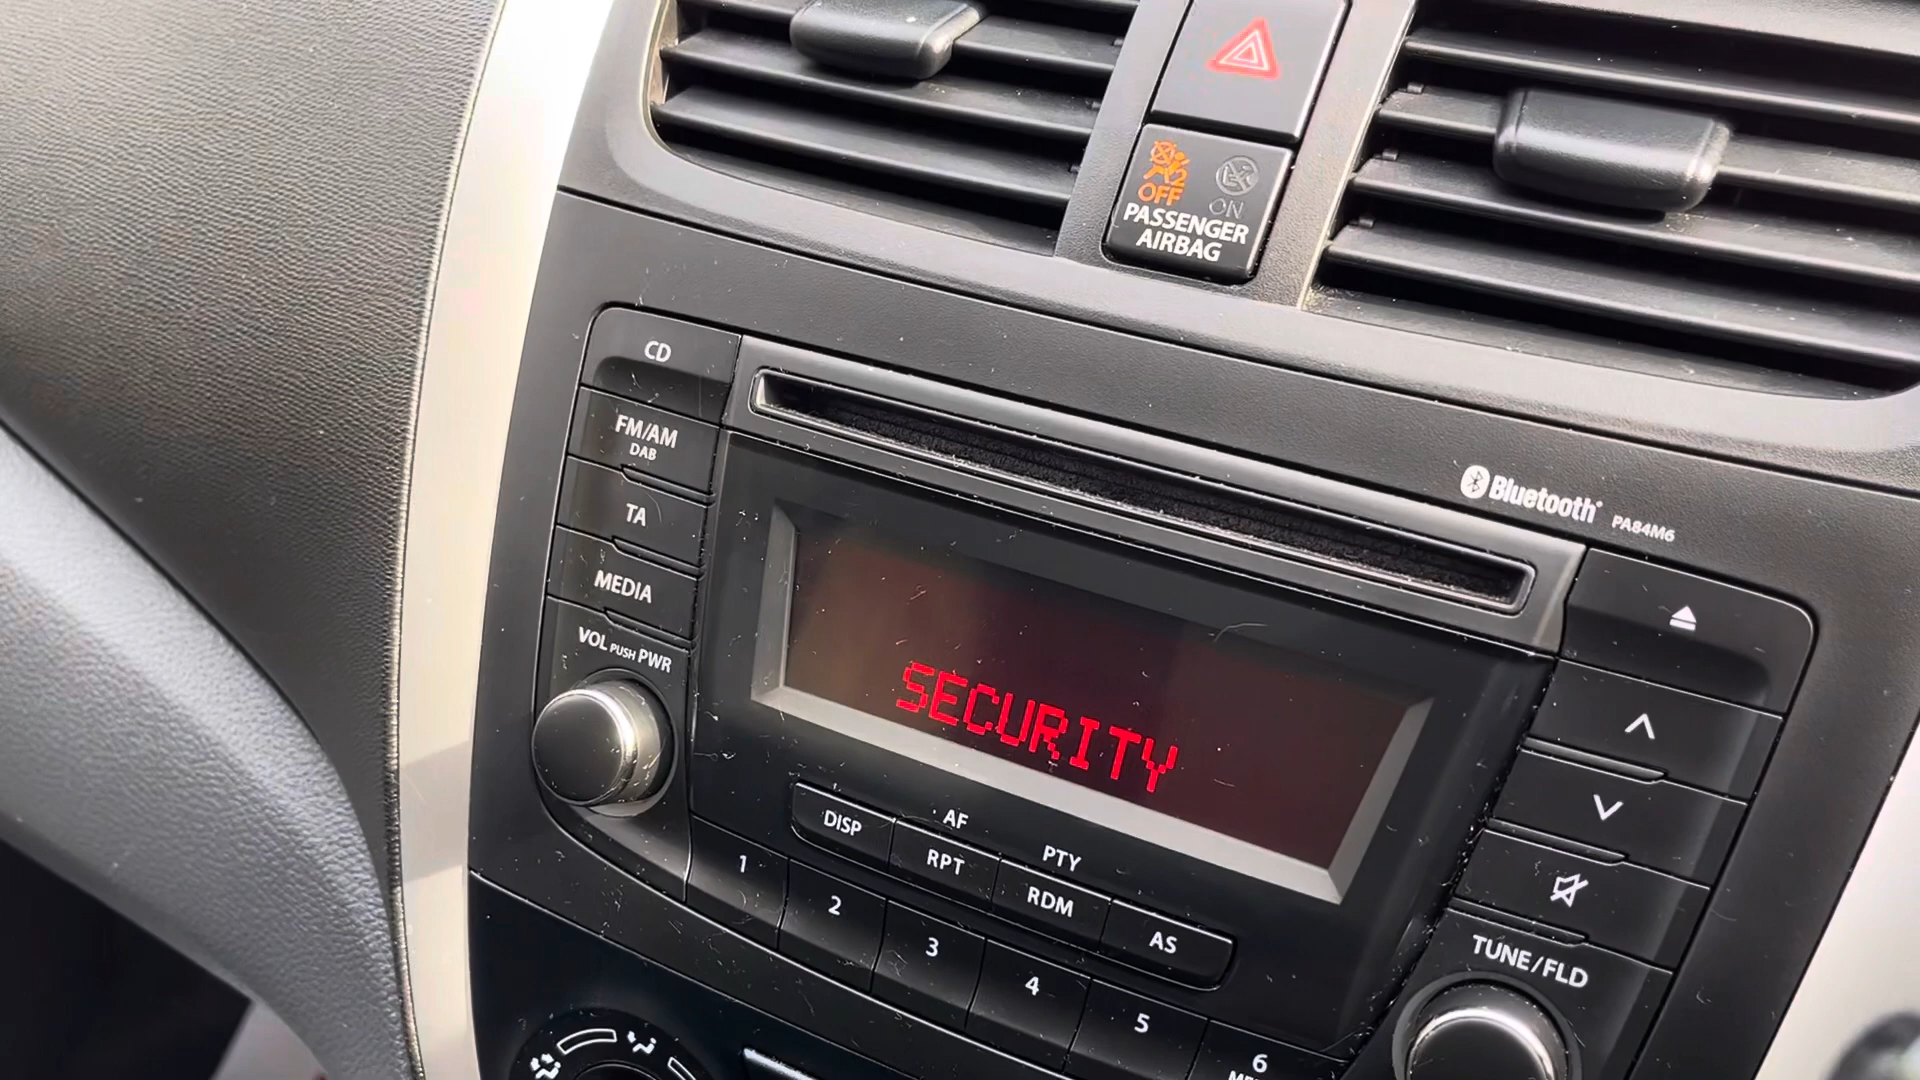 OFF
ON
PASSENGER
AIRBAG
CD
FM/AM
DAB
TA
MEDIA
VOL PUSH PWR
Bluetooth® PA84M6
SECURITY
DISP
AF
RPT
PTY
RDM
AS
1
2
3
4
5
6
TUNE/FLD